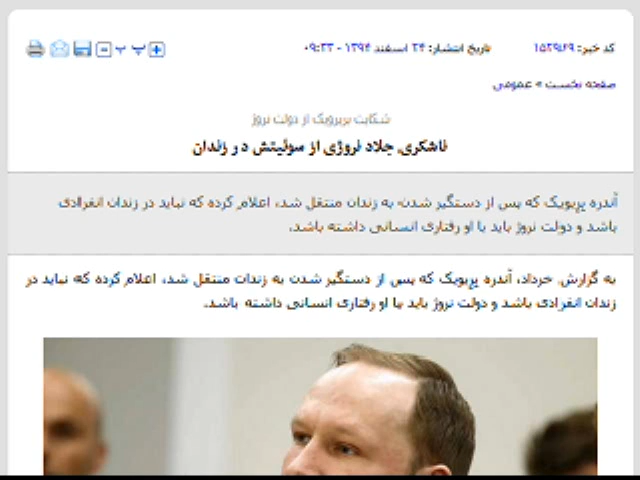 کد خبر: ۱۵۲۹۶۹ تاریخ انتشار: ۲۴ اسفند ۱۳۹۴ - ۰۹:۲۳
صفحه نخست » عمومی
شکایت بریویک از دولت نروژ
ناشکری جلاد نروژی از سوئیتش در زندان
آندره بریویک که پس از دستگیر شدن به زندان منتقل شد، اعلام کرده که نباید در زندان انفرادی
باشد و دولت نروژ باید با او رفتاری انسانی داشته باشد.
به گزارش خرداد، آندره بریویک که پس از دستگیر شدن به زندان منتقل شد، اعلام کرده که نباید در
زندان انفرادی باشد و دولت نروژ باید با او رفتاری انسانی داشته باشد.